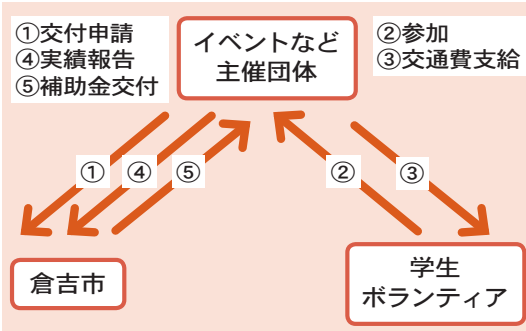 ①交付申請
④実績報告
⑤補助金交付
イベントなど
主催団体
②参加
③交通費支給
①
④
⑤
②
③
倉吉市
学生
ボランティア